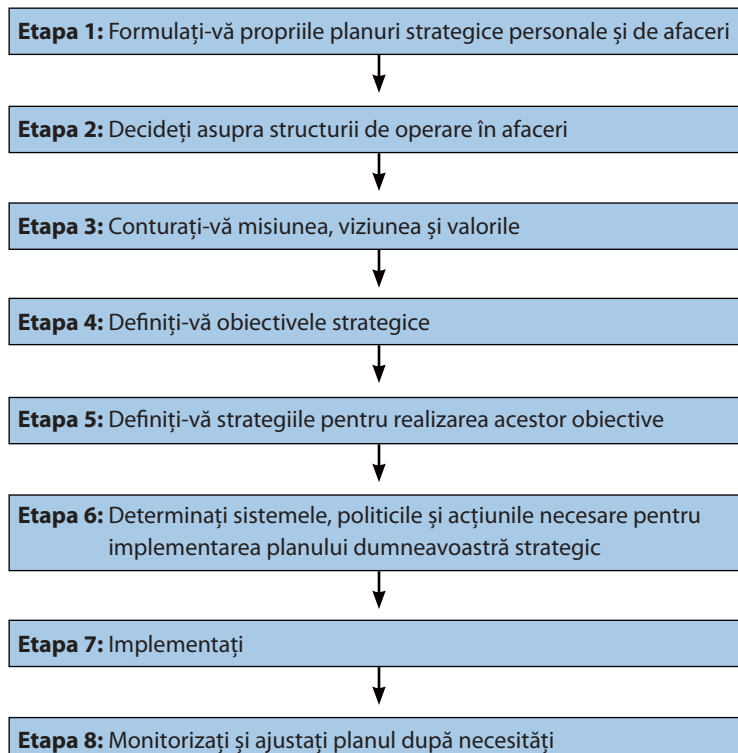 Etapa 1: Formulați-vă propriile planuri strategice personale și de afaceri
Etapa 2: Decideți asupra structurii de operare în afaceri
Etapa 3: Conturați-vă misiunea, viziunea și valorile
Etapa 4: Definiți-vă obiectivele strategice
Etapa 5: Definiți-vă strategiile pentru realizarea acestor obiective
Etapa 6: Determinați sistemele, politicile și acțiunile necesare pentru
implementarea planului dumneavoastră strategic
Etapa 7: Implementați
Etapa 8: Monitorizați și ajustați planul după necesități